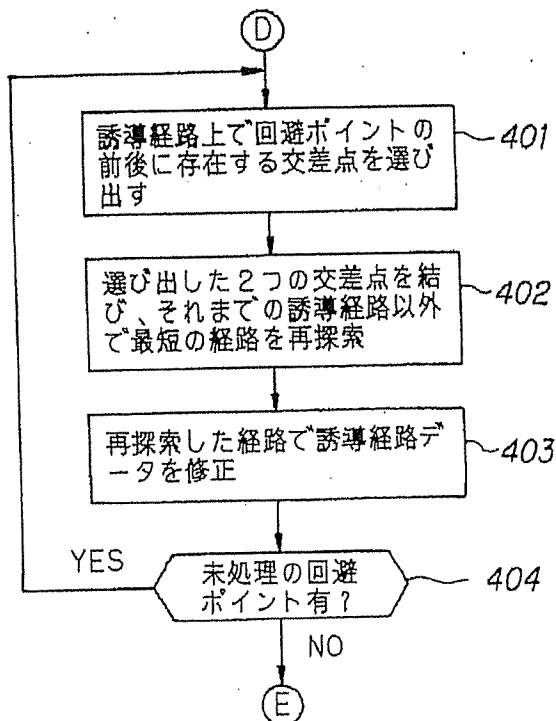 D
誘導経路上で回避ポイントの
前後に存在する交差点を選び
出す
401
選び出した2つの交差点を結
び、それまでの誘導経路以外
で最短の経路を再探索
402
再探索した経路で誘導経路デ
ータを修正
403
YES
未処理の回避
ポイント有?
404
NO
E